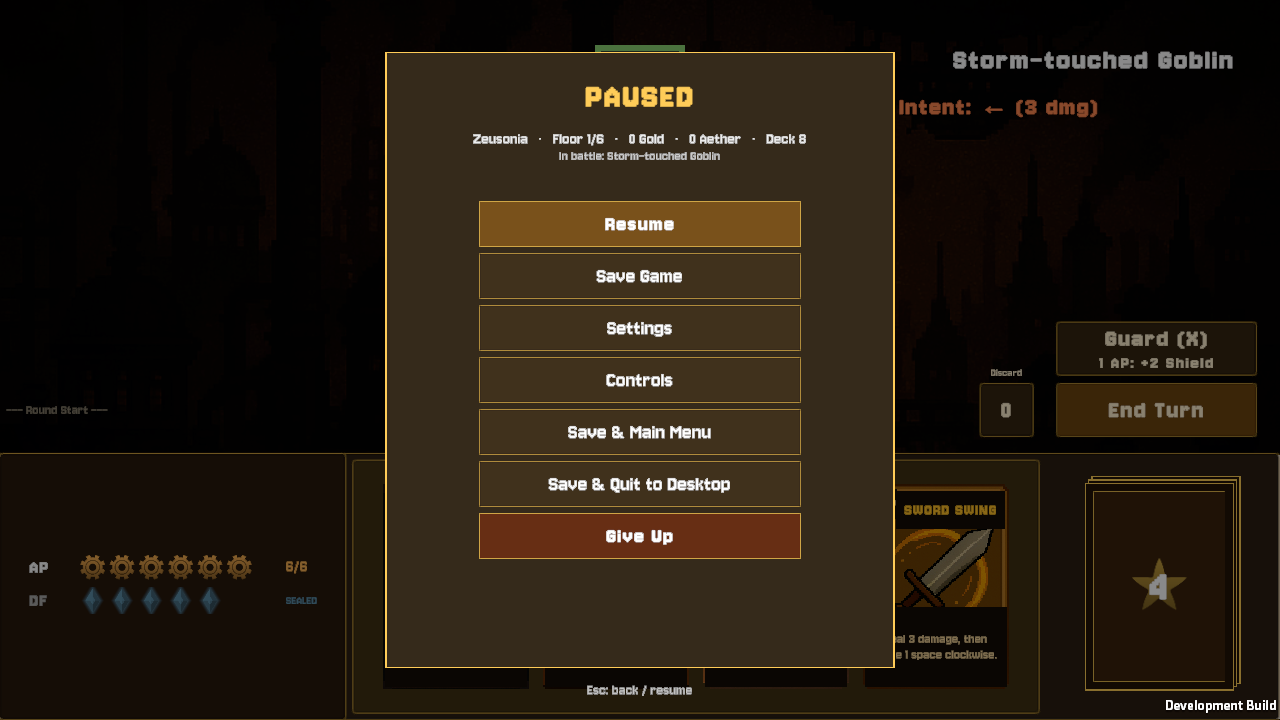 Storm-touched Goblin
Intent: ← (3 dmg)
PAUSED
Zeusonia · Floor 1/6 · 0 Gold · 0 Aether · Deck 8
In battle: Storm-touched Goblin
Resume
Save Game
Settings
Controls
Save & Main Menu
Save & Quit to Desktop
Give Up
Guard (X)
1 AP: +2 Shield
Discard
0
End Turn
── Round Start ──
AP
6/6
DF
SEALED
SWORD SWING
3 damage, then
1 space clockwise.
4
Esc: back / resume
Development Build